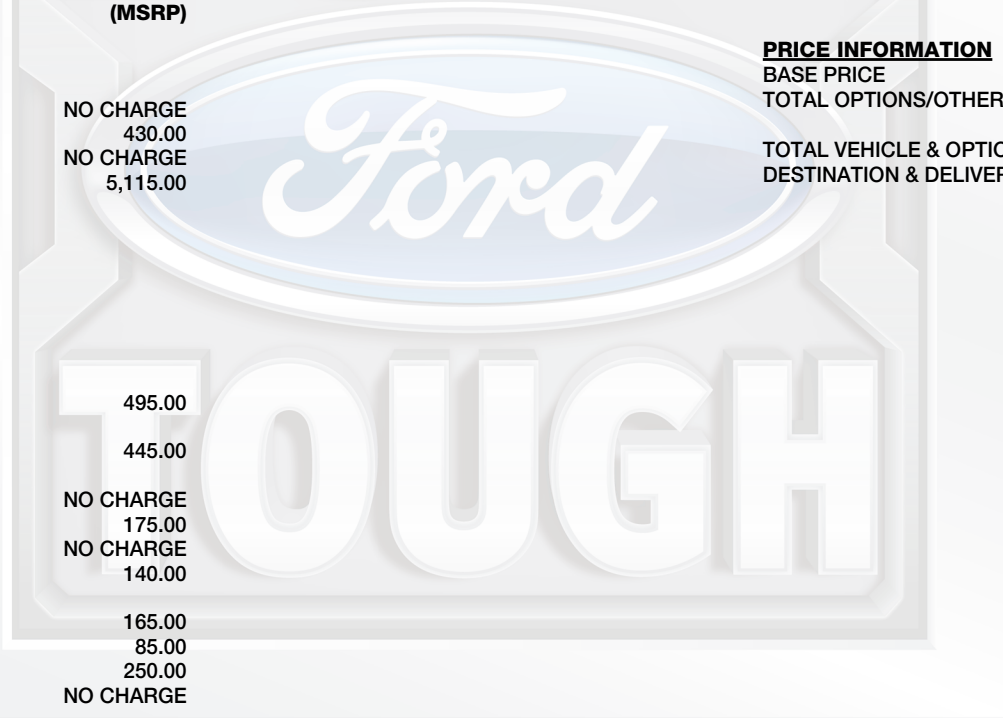 (MSRP)
NO CHARGE
430.00
NO CHARGE
5,115.00
495.00
445.00
NO CHARGE
175.00
NO CHARGE
140.00
165.00
85.00
250.00
NO CHARGE
PRICE INFORMATION
BASE PRICE
TOTAL OPTIONS/OTHER
TOTAL VEHICLE & OPTIO
DESTINATION & DELIVER
Ford
TOUGH